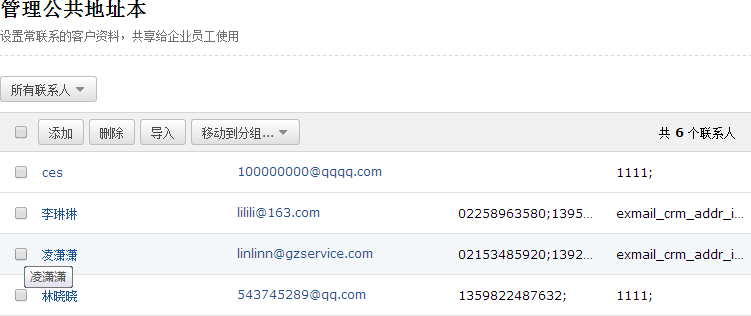 管理公共地址本
设置常联系的客户资料，共享给企业员工使用
所有联系人
添加 删除 导入 移动到分组... 共 6 个联系人
ces 100000000@qqqq.com 1111;
李琳琳 lilili@163.com 02258963580;1395... exmail_crm_addr_i...
凌潇潇 linlinn@gzservice.com 02153485920;1392... exmail_crm_addr_i...
凌潇潇
林晓晓 543745289@qq.com 1359822487632; 1111;